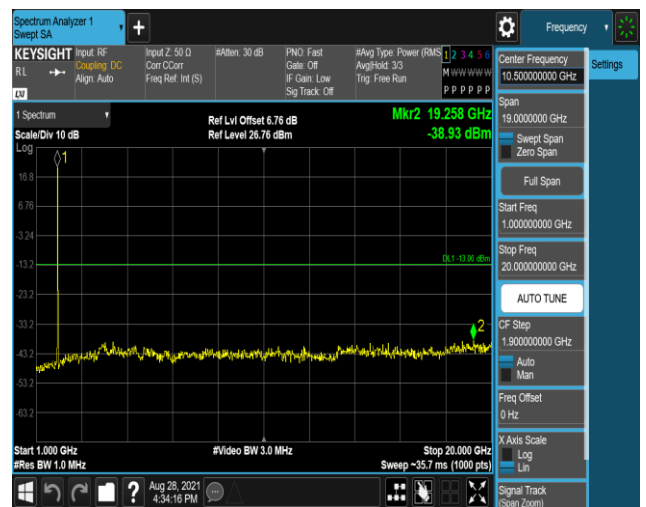 Spectrum Analyzer 1
Swept SA
Frequency
KEYSIGHT
R L
LXI
Input: RF
Coupling: DC
Align: Auto
Input Z: 50 Ω
Corr CCorr
Freq Ref: Int (S)
#Atten: 30 dB
PNO: Fast
Gate: Off
IF Gain: Low
Sig Track: Off
#Avg Type: Power (RMS
Avg|Hold: 3/3
Trig: Free Run
1 2 3 4 5 6
M W W W W W
P P P P P P
1 Spectrum
Scale/Div 10 dB
Log
Ref Lvl Offset 6.76 dB
Ref Level 26.76 dBm
Mkr2 19.258 GHz
-38.93 dBm
1
16.8
6.76
-3.24
-13.2
DL1 -13.00 dBm
-23.2
-33.2
2
-43.2
-53.2
-63.2
Start 1.000 GHz
#Res BW 1.0 MHz
#Video BW 3.0 MHz
Stop 20.000 GHz
Sweep ~35.7 ms (1000 pts)
Aug 28, 2021
4:34:16 PM
Center Frequency
10.500000000 GHz
Span
19.0000000 GHz
Swept Span
Zero Span
Full Span
Start Freq
1.000000000 GHz
Stop Freq
20.000000000 GHz
AUTO TUNE
CF Step
1.900000000 GHz
Auto
Man
Freq Offset
0 Hz
X Axis Scale
Log
Lin
Signal Track
(Span Zoom)
Settings